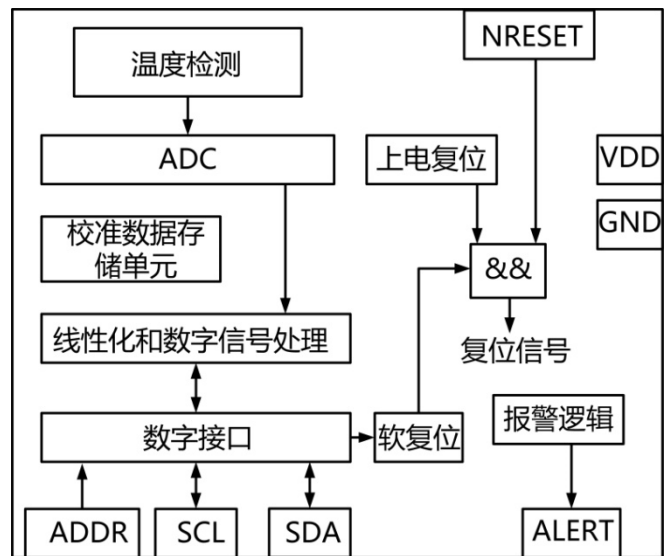 NRESET
温度检测
ADC
上电复位
VDD
校准数据存
储单元
GND
&&
线性化和数字信号处理
复位信号
数字接口
软复位
报警逻辑
ADDR
SCL
SDA
ALERT